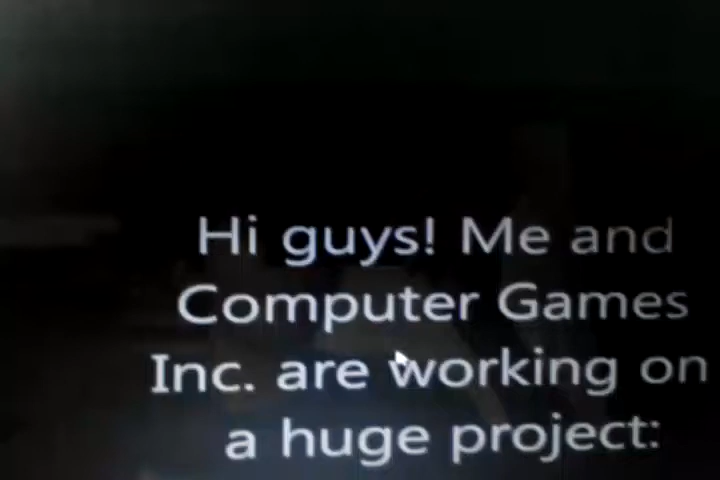 Hi guys! Me and
Computer Games
Inc. are working on
a huge project: